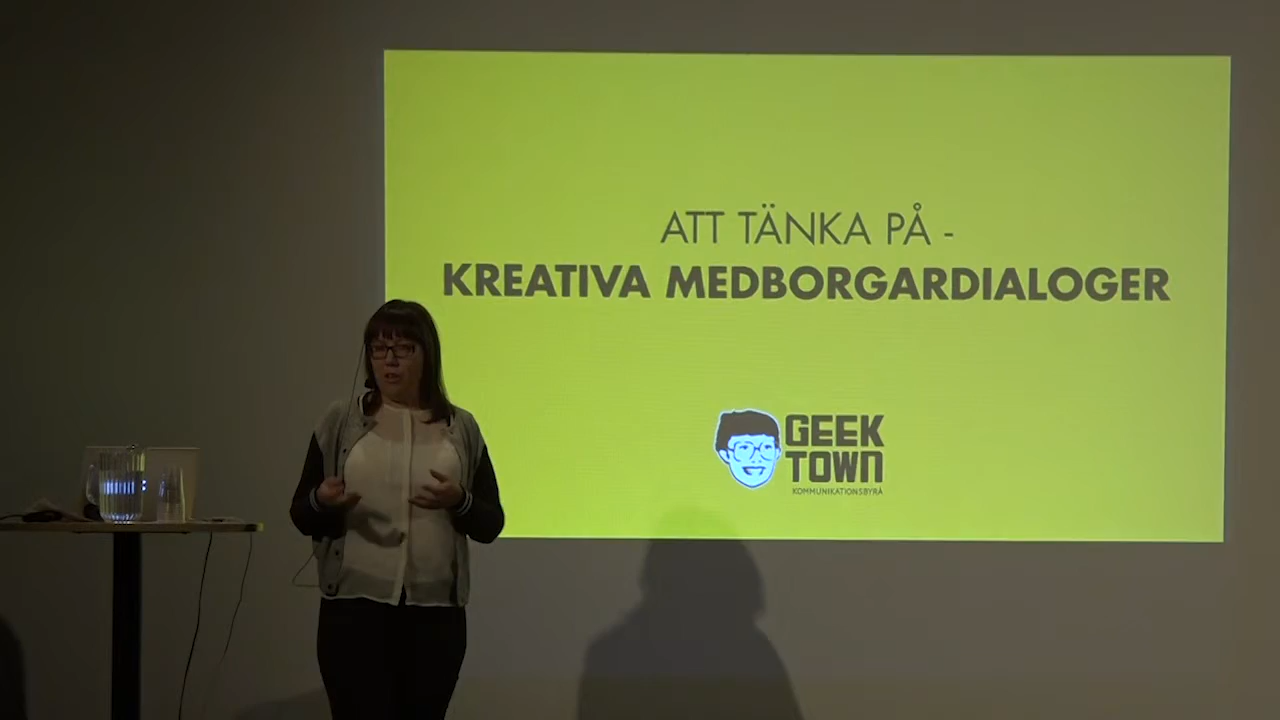 ATT TÄNKA PÅ -
KREATIVA MEDBORGARDIALOGER
GEEK
TOWN
KOMMUNIKATIONSBYRÅ